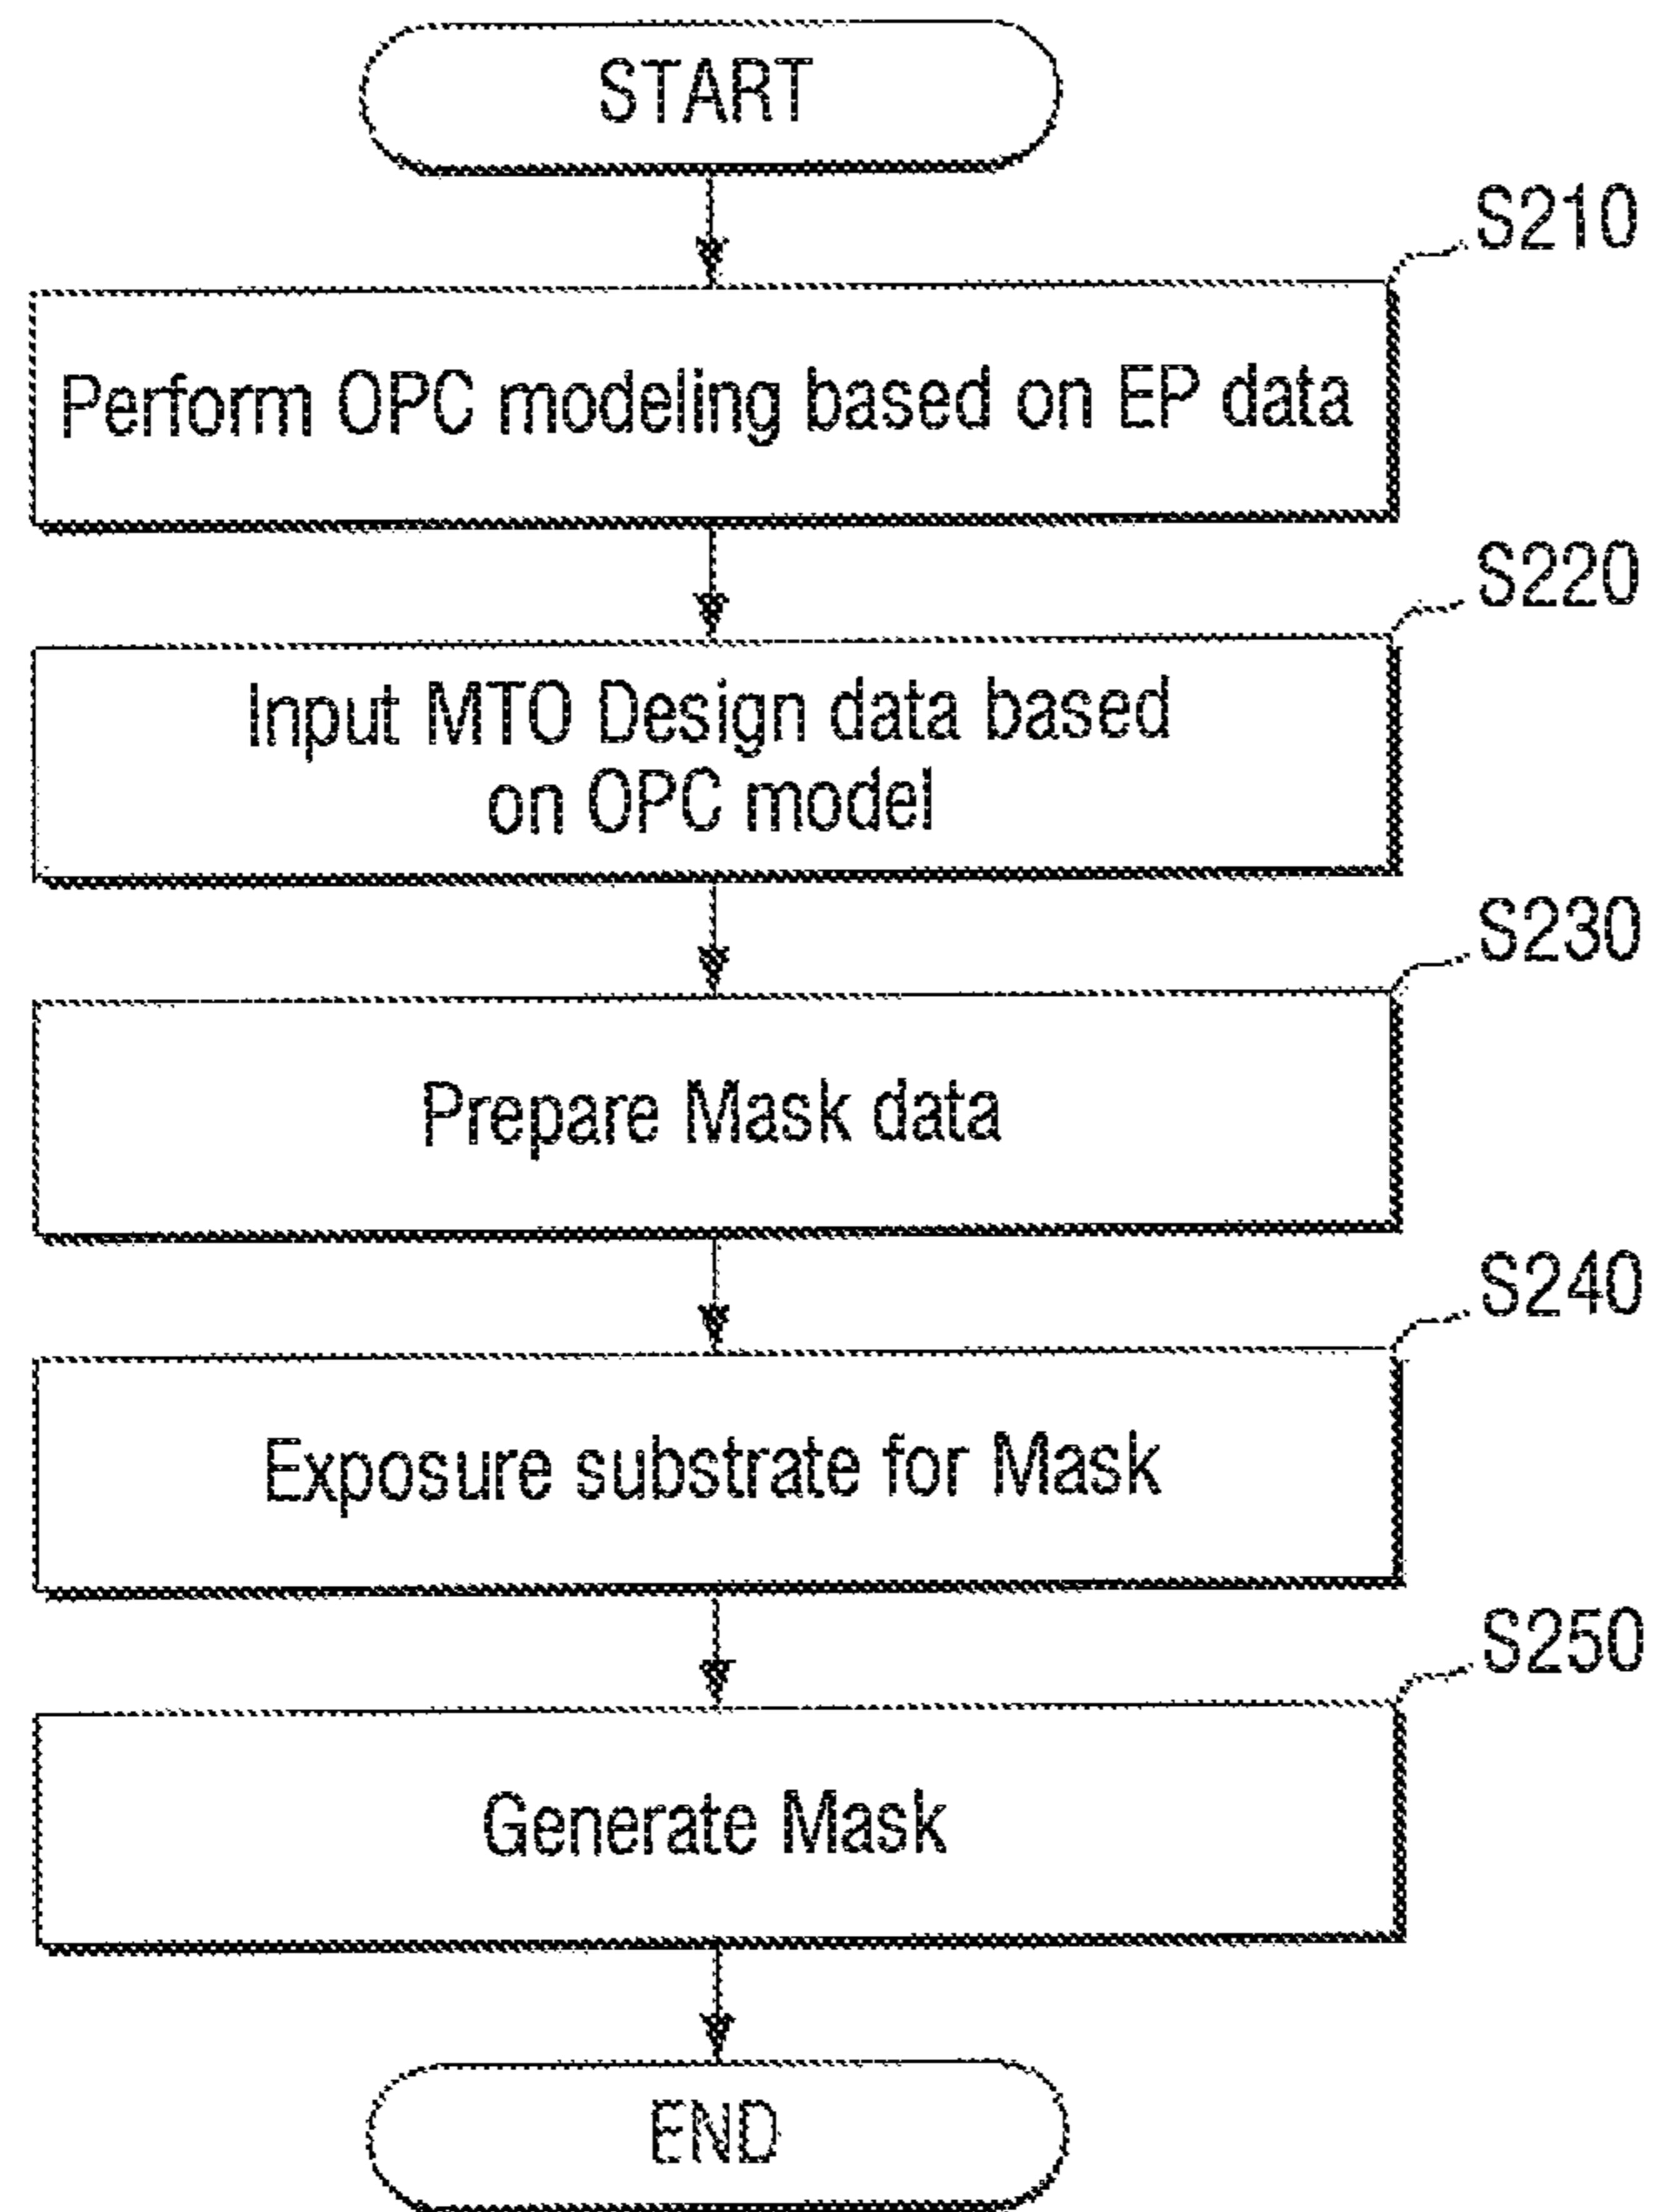 START
S210
Perform OPC modeling based on EP data
S220
Input MTO Design data based
on OPC model
S230
Prepare Mask data
S240
Exposure substrate for Mask
S250
Generate Mask
END